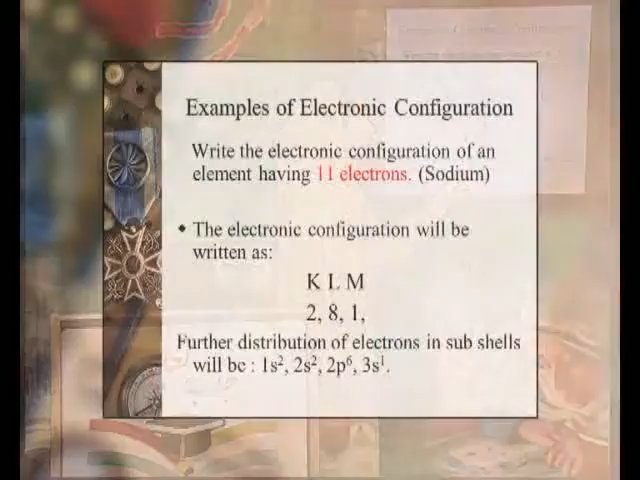 Examples of Electronic Configuration
Write the electronic configuration of an
element having 11 electrons. (Sodium)
• The electronic configuration will be
written as:
K L M
2, 8, 1,
Further distribution of electrons in sub shells
will be : 1s², 2s², 2p⁶, 3s¹.